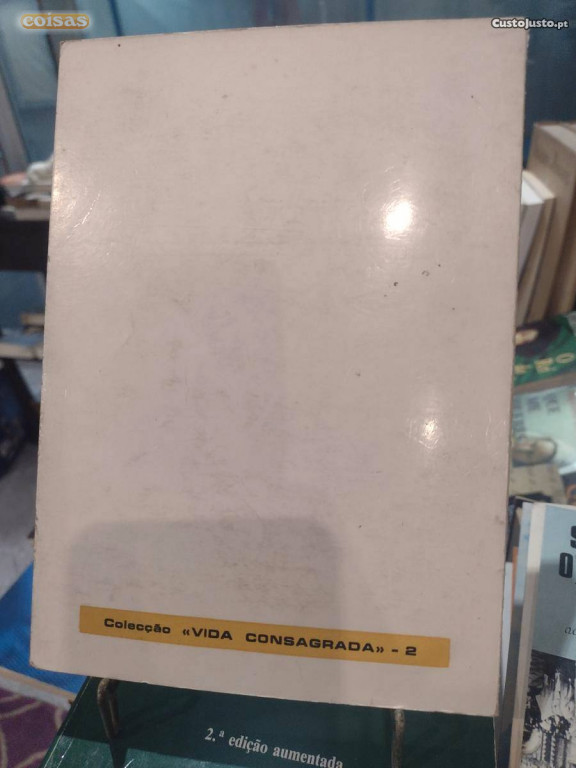 coisas
CustoJusto.pt
Colecção «VIDA CONSAGRADA» - 2
2.ª edição aumentada